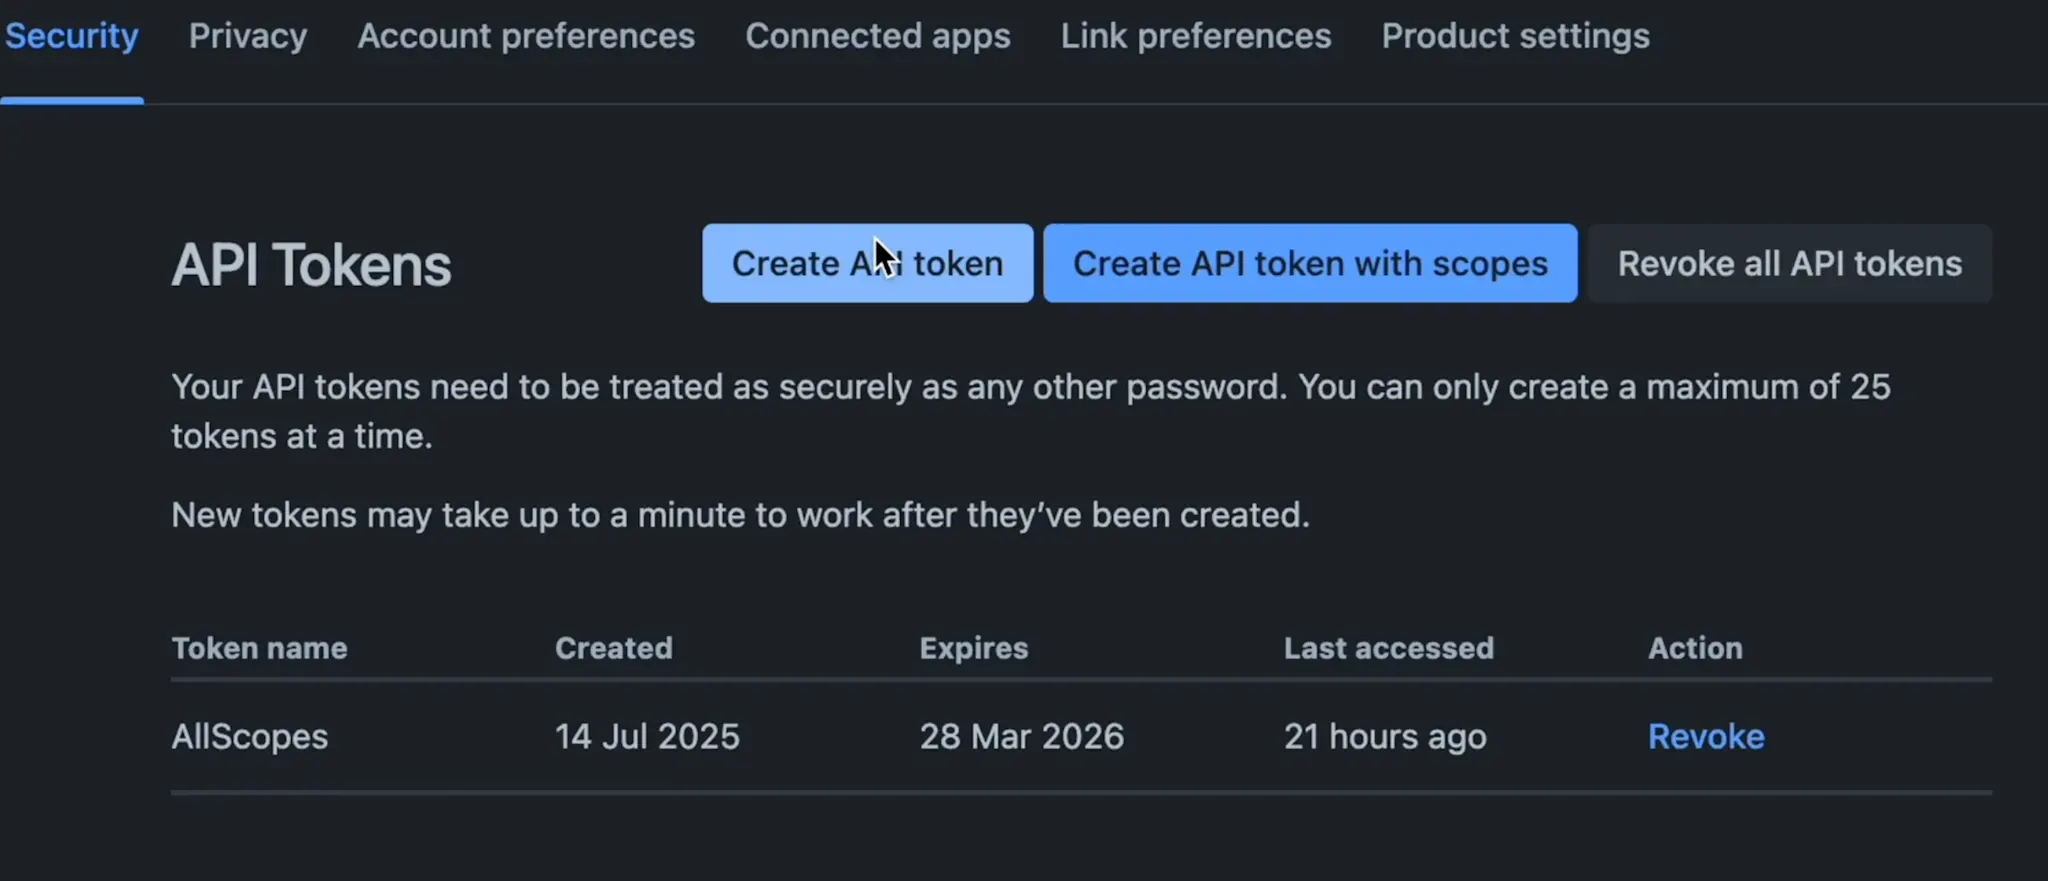 Security Privacy Account preferences Connected apps Link preferences Product settings
API Tokens Create API token Create API token with scopes Revoke all API tokens
Your API tokens need to be treated as securely as any other password. You can only create a maximum of 25
tokens at a time.
New tokens may take up to a minute to work after they’ve been created.
Token name Created Expires Last accessed Action
AllScopes 14 Jul 2025 28 Mar 2026 21 hours ago Revoke